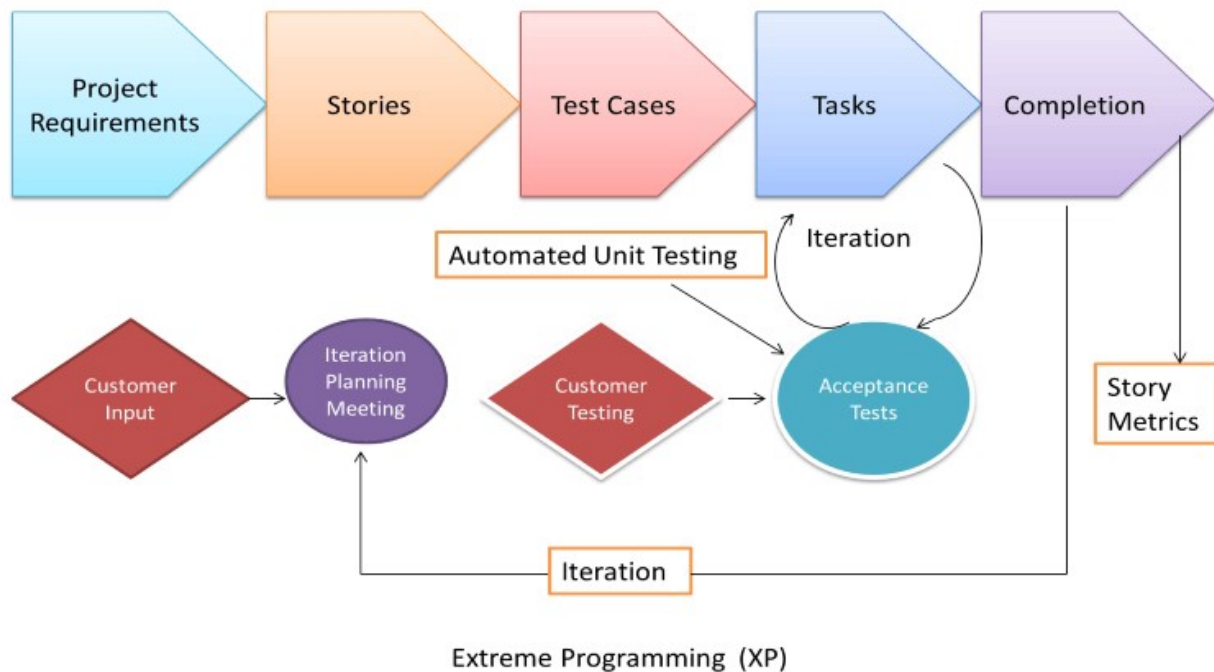 Project
Requirements
Stories
Test Cases
Tasks
Completion
Automated Unit Testing
Iteration
Customer
Input
Iteration
Planning
Meeting
Customer
Testing
Acceptance
Tests
Story
Metrics
Iteration
Extreme Programming (XP)